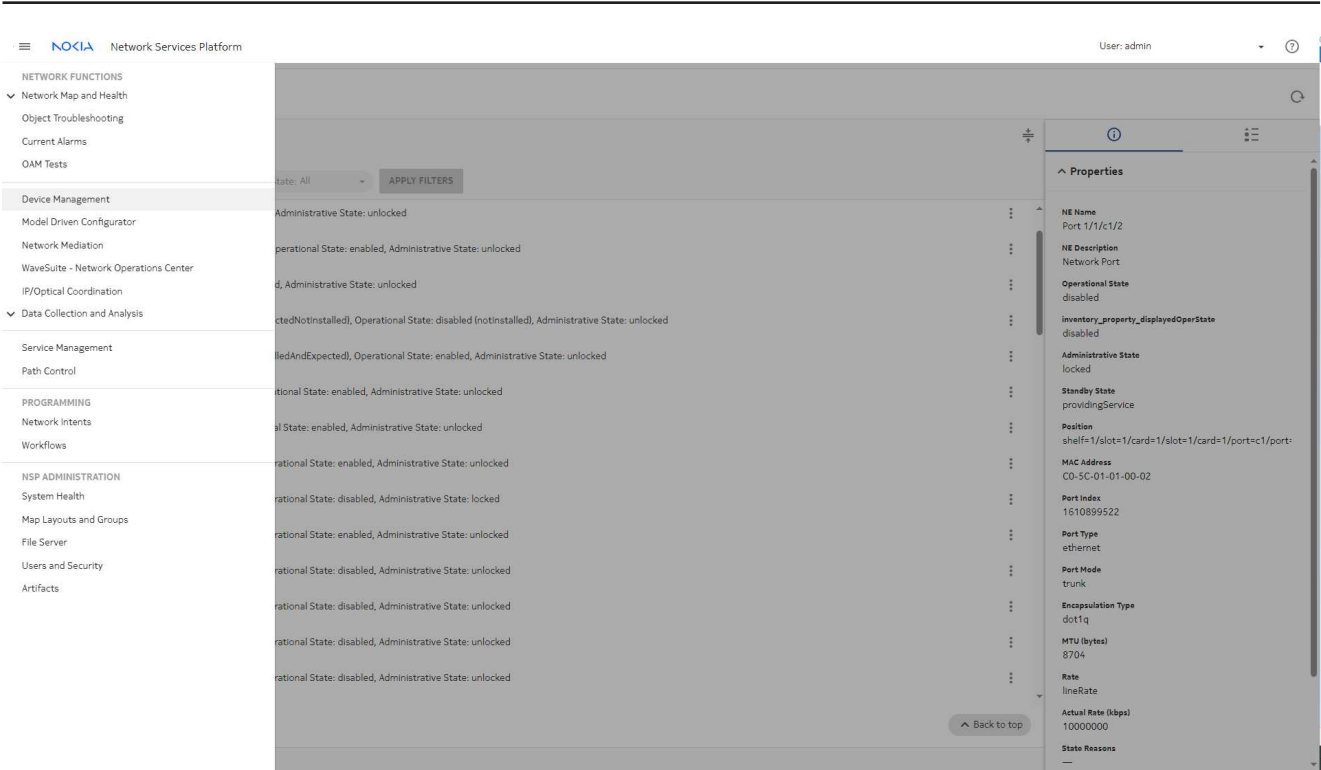 NOKIA Network Services Platform
User: admin
NETWORK FUNCTIONS
Network Map and Health
Object Troubleshooting
Current Alarms
OAM Tests
Device Management
Model Driven Configurator
Network Mediation
WaveSuite - Network Operations Center
IP/Optical Coordination
Data Collection and Analysis
Service Management
Path Control
PROGRAMMING
Network Intents
Workflows
NSP ADMINISTRATION
System Health
Map Layouts and Groups
File Server
Users and Security
Artifacts
State: All
APPLY FILTERS
Administrative State: unlocked
perational State: enabled, Administrative State: unlocked
d, Administrative State: unlocked
ctedNotInstalled), Operational State: disabled (notInstalled), Administrative State: unlocked
lledAndExpected), Operational State: enabled, Administrative State: unlocked
tional State: enabled, Administrative State: unlocked
al State: enabled, Administrative State: unlocked
rational State: enabled, Administrative State: unlocked
rational State: disabled, Administrative State: locked
rational State: enabled, Administrative State: unlocked
rational State: disabled, Administrative State: unlocked
rational State: disabled, Administrative State: unlocked
rational State: disabled, Administrative State: unlocked
rational State: disabled, Administrative State: unlocked
Back to top
Properties
NE Name
Port 1/1/c1/2
NE Description
Network Port
Operational State
disabled
inventory_property_displayedOperState
disabled
Administrative State
locked
Standby State
providingService
Position
shelf=1/slot=1/card=1/slot=1/card=1/port=c1/port=
MAC Address
C0-5C-01-01-00-02
Port Index
1610899522
Port Type
ethernet
Port Mode
trunk
Encapsulation Type
dot1q
MTU (bytes)
8704
Rate
lineRate
Actual Rate (kbps)
10000000
State Reasons
—